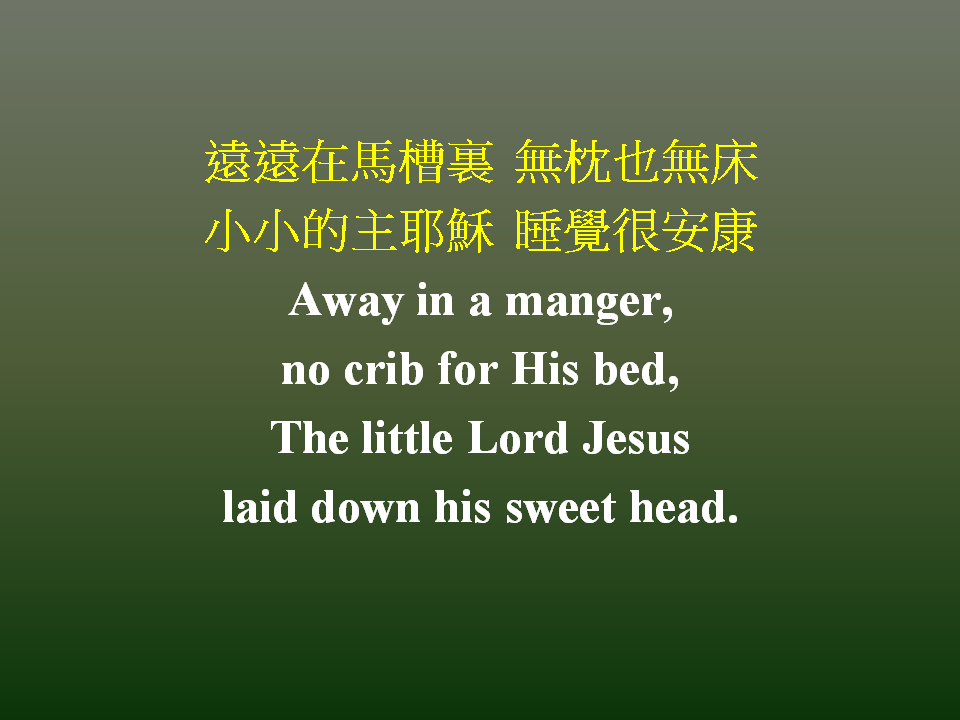 遠遠在馬槽裏 無枕也無床
小小的主耶穌 睡覺很安康
Away in a manger,
no crib for His bed,
The little Lord Jesus
laid down his sweet head.